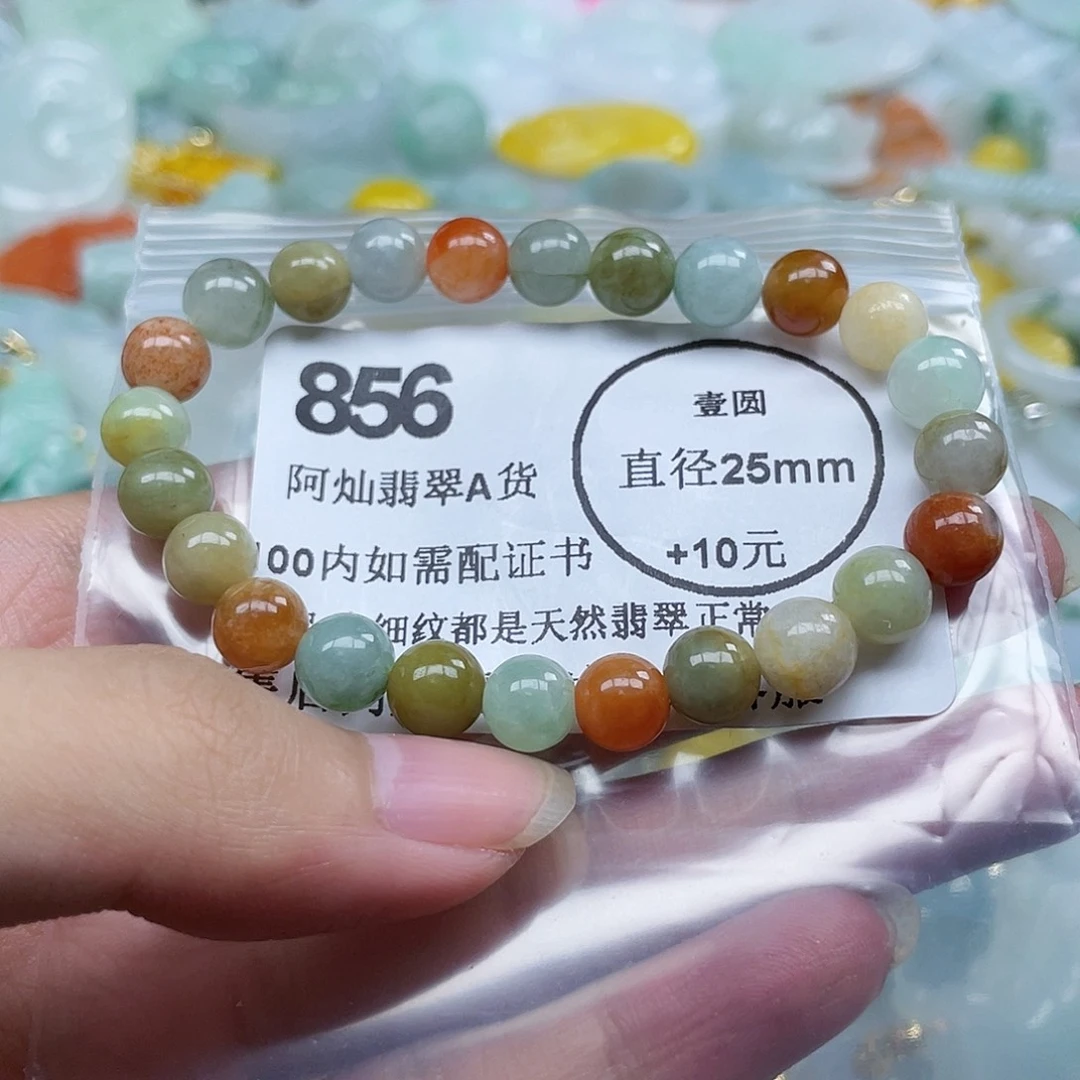 856
阿灿翡翠A货
壹圆
直径25mm
+10元
00内如需配证书
细纹都是天然翡翠正常